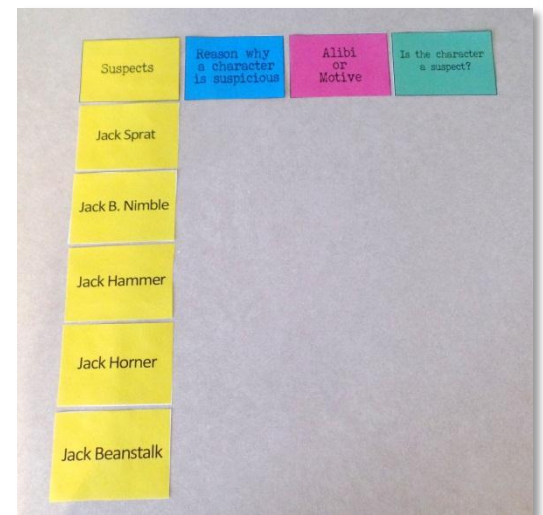 Suspects
Reason why
a character
is suspicious
Alibi
or
Motive
Is the character
a suspect?
Jack Sprat
Jack B. Nimble
Jack Hammer
Jack Horner
Jack Beanstalk